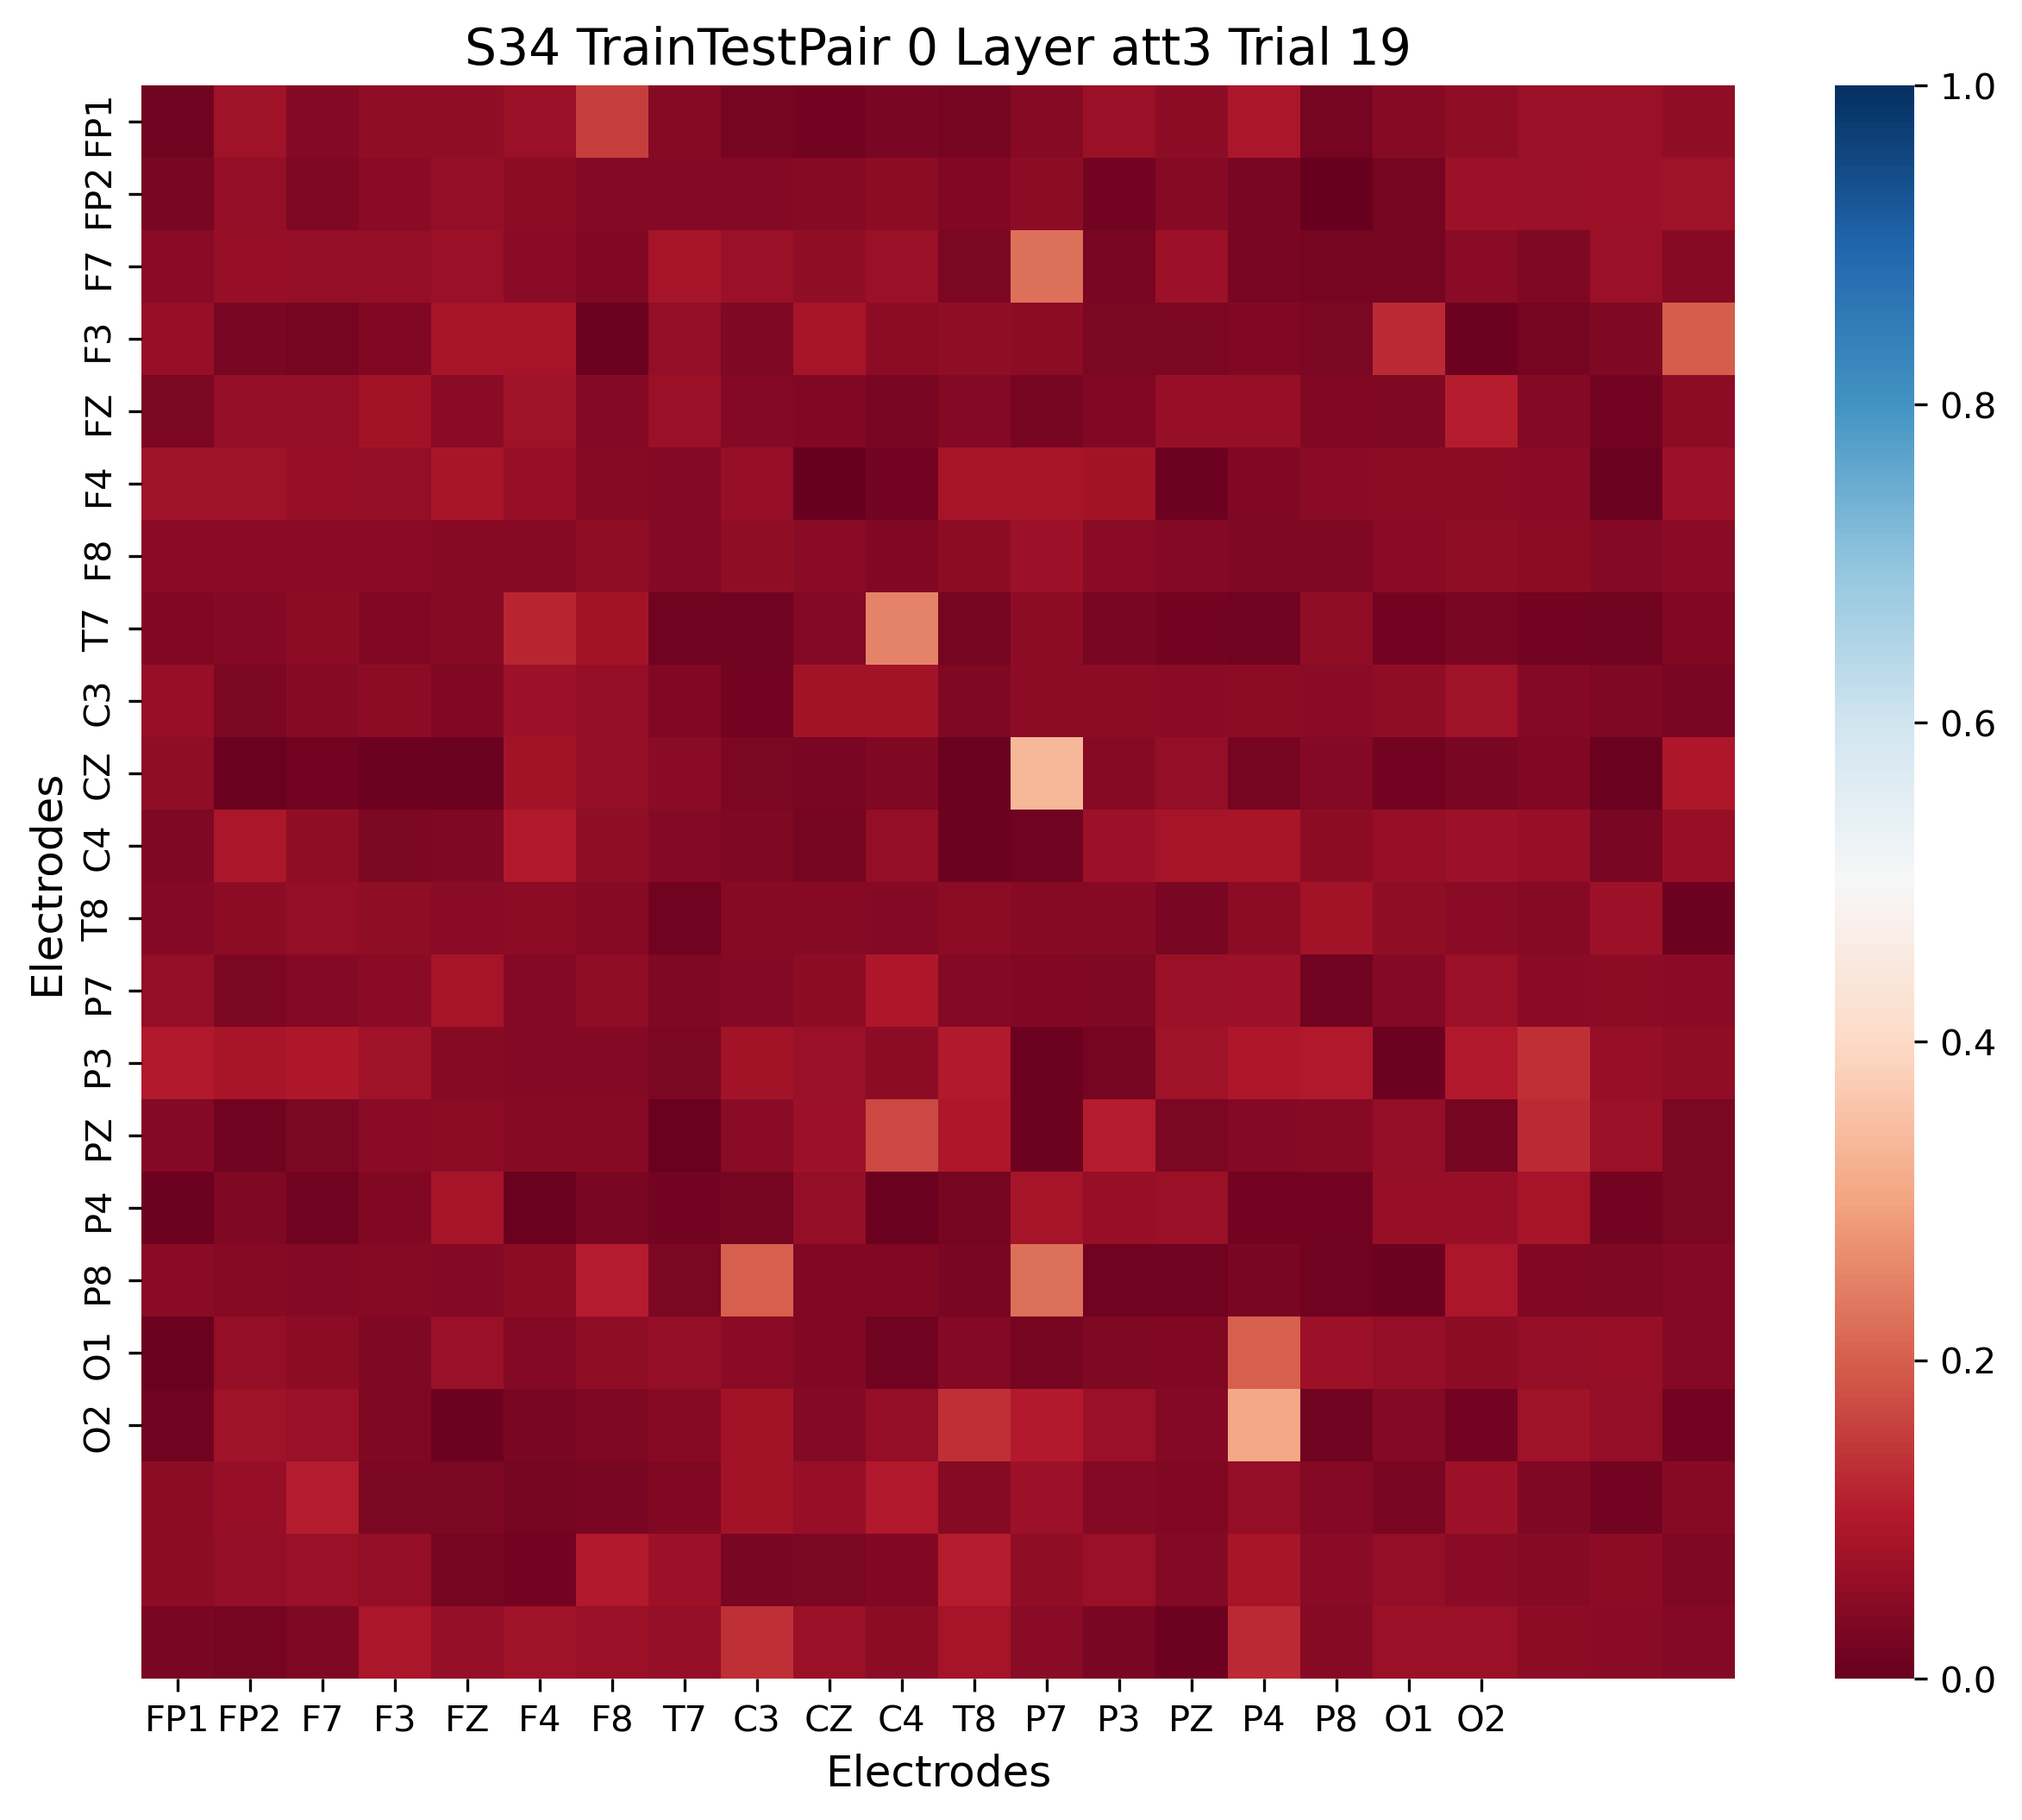 S34 TrainTestPair 0 Layer att3 Trial 19
Electrodes
FP1
FP2
F7
F3
FZ
F4
F8
T7
C3
CZ
C4
T8
P7
P3
PZ
P4
P8
O1
O2
FP1 FP2 F7 F3 FZ F4 F8 T7 C3 CZ C4 T8 P7 P3 PZ P4 P8 O1 O2
Electrodes
1.0
0.8
0.6
0.4
0.2
0.0